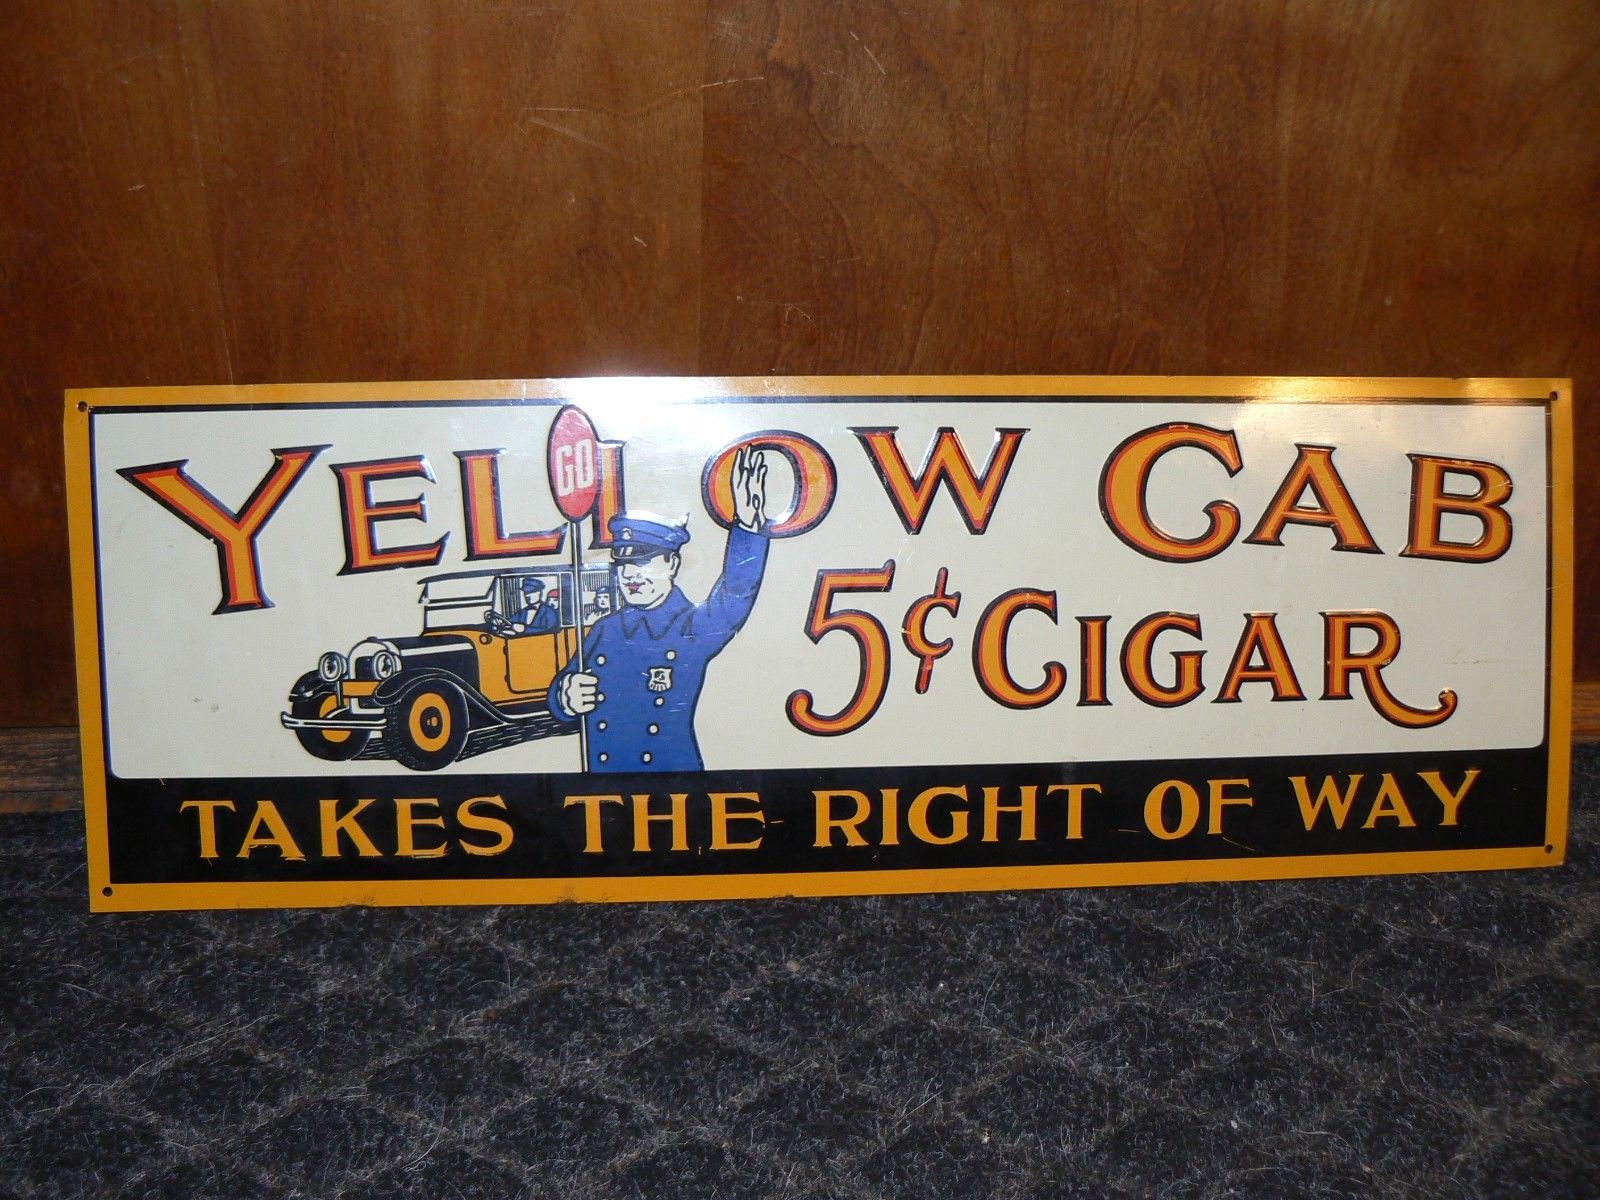 YELLOW CAB
GO
5¢ CIGAR
TAKES THE RIGHT OF WAY